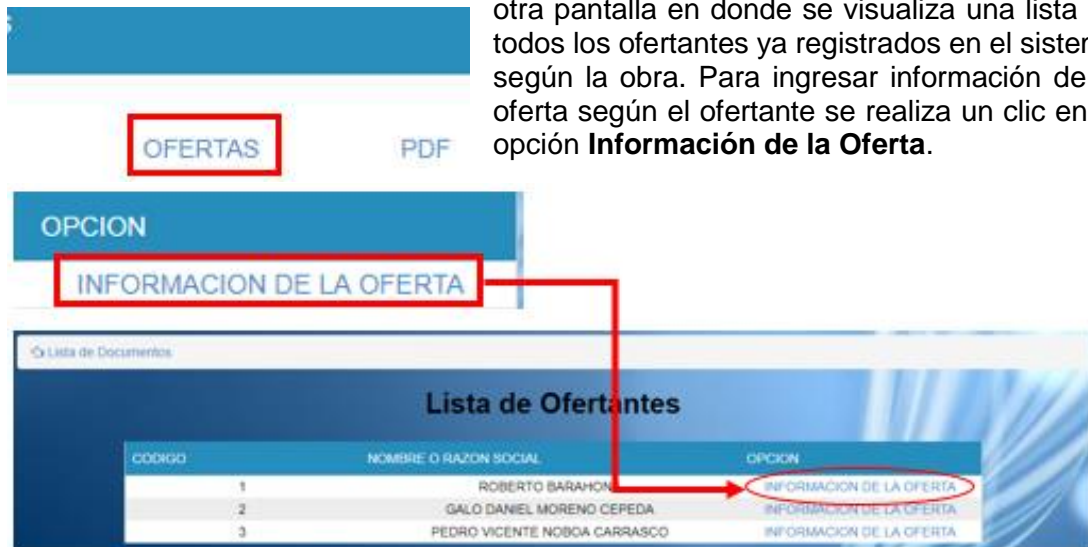 otra pantalla en donde se visualiza una lista
todos los ofertantes ya registrados en el sister
según la obra. Para ingresar información de
oferta según el ofertante se realiza un clic en
opción Información de la Oferta.
S
OFERTAS PDF
OPCION
INFORMACION DE LA OFERTA
Lista de Documentos
Lista de Ofertantes
CODIGO NOMBRE O RAZON SOCIAL OPCION
1 ROBERTO BARAHON INFORMACION DE LA OFERTA
2 GALO DANIEL MORENO CEPEDA INFORMACION DE LA OFERTA
3 PEDRO VICENTE NOBOA CARRASCO INFORMACION DE LA OFERTA